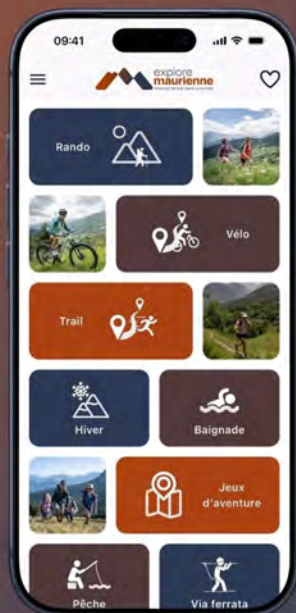 09:41
explore
maurienne
Rando
Vélo
Trail
Hiver
Baignade
Jeux
d'aventure
Pêche
Via ferrata